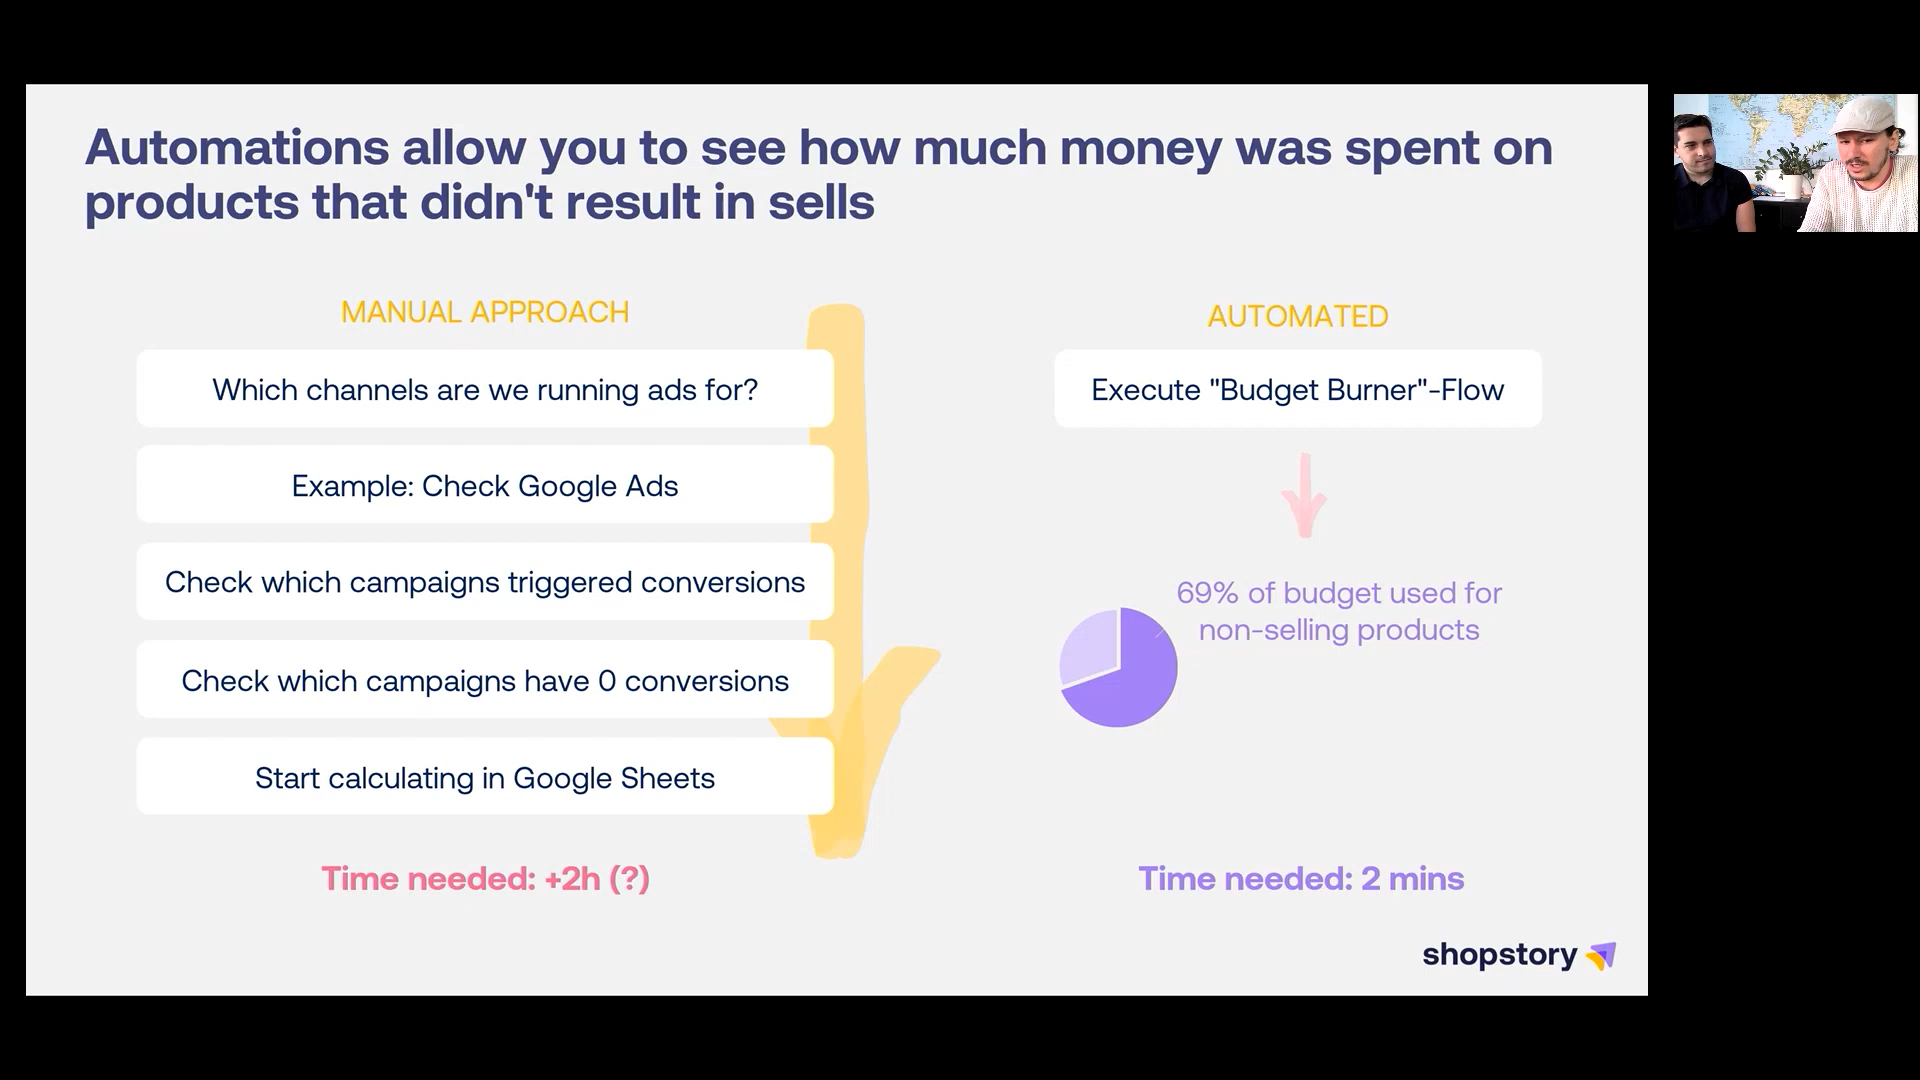 Automations allow you to see how much money was spent on
products that didn't result in sells
MANUAL APPROACH
Which channels are we running ads for?
Example: Check Google Ads
Check which campaigns triggered conversions
Check which campaigns have 0 conversions
Start calculating in Google Sheets
Time needed: +2h (?)
AUTOMATED
Execute "Budget Burner"-Flow
69% of budget used for
non-selling products
Time needed: 2 mins
shopstory